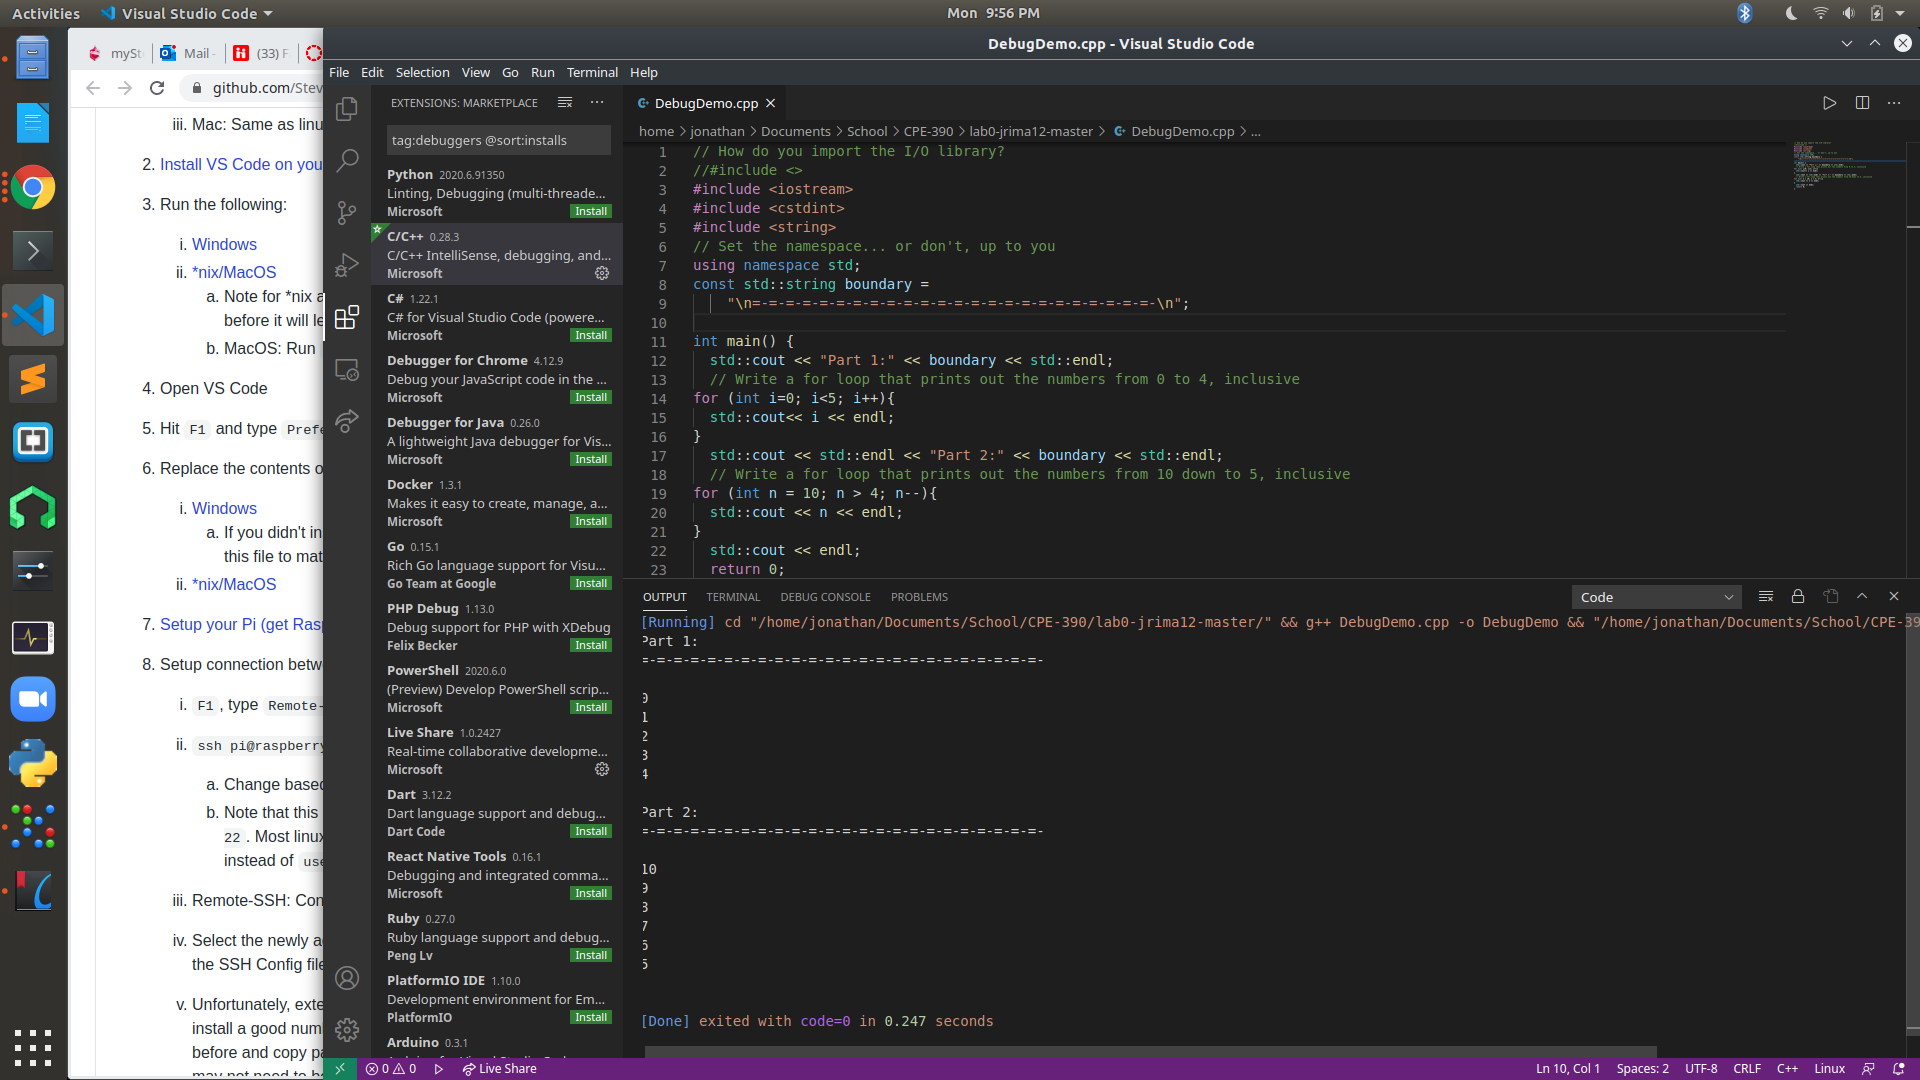 Activities
Visual Studio Code
Mon 9:56 PM
myS
Mail
(33) F
github.com/Stev
iii. Mac: Same as linu
2. Install VS Code on you
3. Run the following:
i. Windows
ii. *nix/MacOS
a. Note for *nix a
before it will le
b. MacOS: Run
4. Open VS Code
5. Hit F1 and type Prefe
6. Replace the contents o
i. Windows
a. If you didn't in
this file to mat
ii. *nix/MacOS
7. Setup your Pi (get Rasp
8. Setup connection betwe
i. F1 , type Remote-
ii. ssh pi@raspberry
a. Change based
b. Note that this
22 . Most linux
instead of use
iii. Remote-SSH: Con
iv. Select the newly a
the SSH Config file
v. Unfortunately, exte
install a good num
before and copy pa
may not need to be
DebugDemo.cpp - Visual Studio Code
File Edit Selection View Go Run Terminal Help
EXTENSIONS: MARKETPLACE
tag:debuggers @sort:installs
Python 2020.6.91350
Linting, Debugging (multi-threade...
Microsoft Install
C/C++ 0.28.3
C/C++ IntelliSense, debugging, and...
Microsoft
C# 1.22.1
C# for Visual Studio Code (powere...
Microsoft Install
Debugger for Chrome 4.12.9
Debug your JavaScript code in the ...
Microsoft Install
Debugger for Java 0.26.0
A lightweight Java debugger for Vis...
Microsoft Install
Docker 1.3.1
Makes it easy to create, manage, a...
Microsoft Install
Go 0.15.1
Rich Go language support for Visu...
Go Team at Google Install
PHP Debug 1.13.0
Debug support for PHP with XDebug
Felix Becker Install
PowerShell 2020.6.0
(Preview) Develop PowerShell scrip...
Microsoft Install
Live Share 1.0.2427
Real-time collaborative developme...
Microsoft
Dart 3.12.2
Dart language support and debug...
Dart Code Install
React Native Tools 0.16.1
Debugging and integrated comma...
Microsoft Install
Ruby 0.27.0
Ruby language support and debug...
Peng Lv Install
PlatformIO IDE 1.10.0
Development environment for Em...
PlatformIO Install
Arduino 0.3.1
DebugDemo.cpp
home > jonathan > Documents > School > CPE-390 > lab0-jrima12-master > DebugDemo.cpp > ...
1 // How do you import the I/O library?
2 //#include <>
3 #include <iostream>
4 #include <cstdint>
5 #include <string>
6 // Set the namespace... or don't, up to you
7 using namespace std;
8 const std::string boundary =
9 "\n=-=-=-=-=-=-=-=-=-=-=-=-=-=-=-=-=-=-=-=-=-=-=-=-\n";
10
11 int main() {
12 std::cout << "Part 1:" << boundary << std::endl;
13 // Write a for loop that prints out the numbers from 0 to 4, inclusive
14 for (int i=0; i<5; i++){
15 std::cout<< i << endl;
16 }
17 std::cout << std::endl << "Part 2:" << boundary << std::endl;
18 // Write a for loop that prints out the numbers from 10 down to 5, inclusive
19 for (int n = 10; n > 4; n--){
20 std::cout << n << endl;
21 }
22 std::cout << endl;
23 return 0;
OUTPUT TERMINAL DEBUG CONSOLE PROBLEMS
Code
[Running] cd "/home/jonathan/Documents/School/CPE-390/lab0-jrima12-master/" && g++ DebugDemo.cpp -o DebugDemo && "/home/jonathan/Documents/School/CPE-39
Part 1:
=-=-=-=-=-=-=-=-=-=-=-=-=-=-=-=-=-=-=-=-=-=-=-=-
0
1
2
3
4
Part 2:
=-=-=-=-=-=-=-=-=-=-=-=-=-=-=-=-=-=-=-=-=-=-=-=-
10
9
8
7
6
5
[Done] exited with code=0 in 0.247 seconds
0 0
Live Share
Ln 10, Col 1 Spaces: 2 UTF-8 CRLF C++ Linux